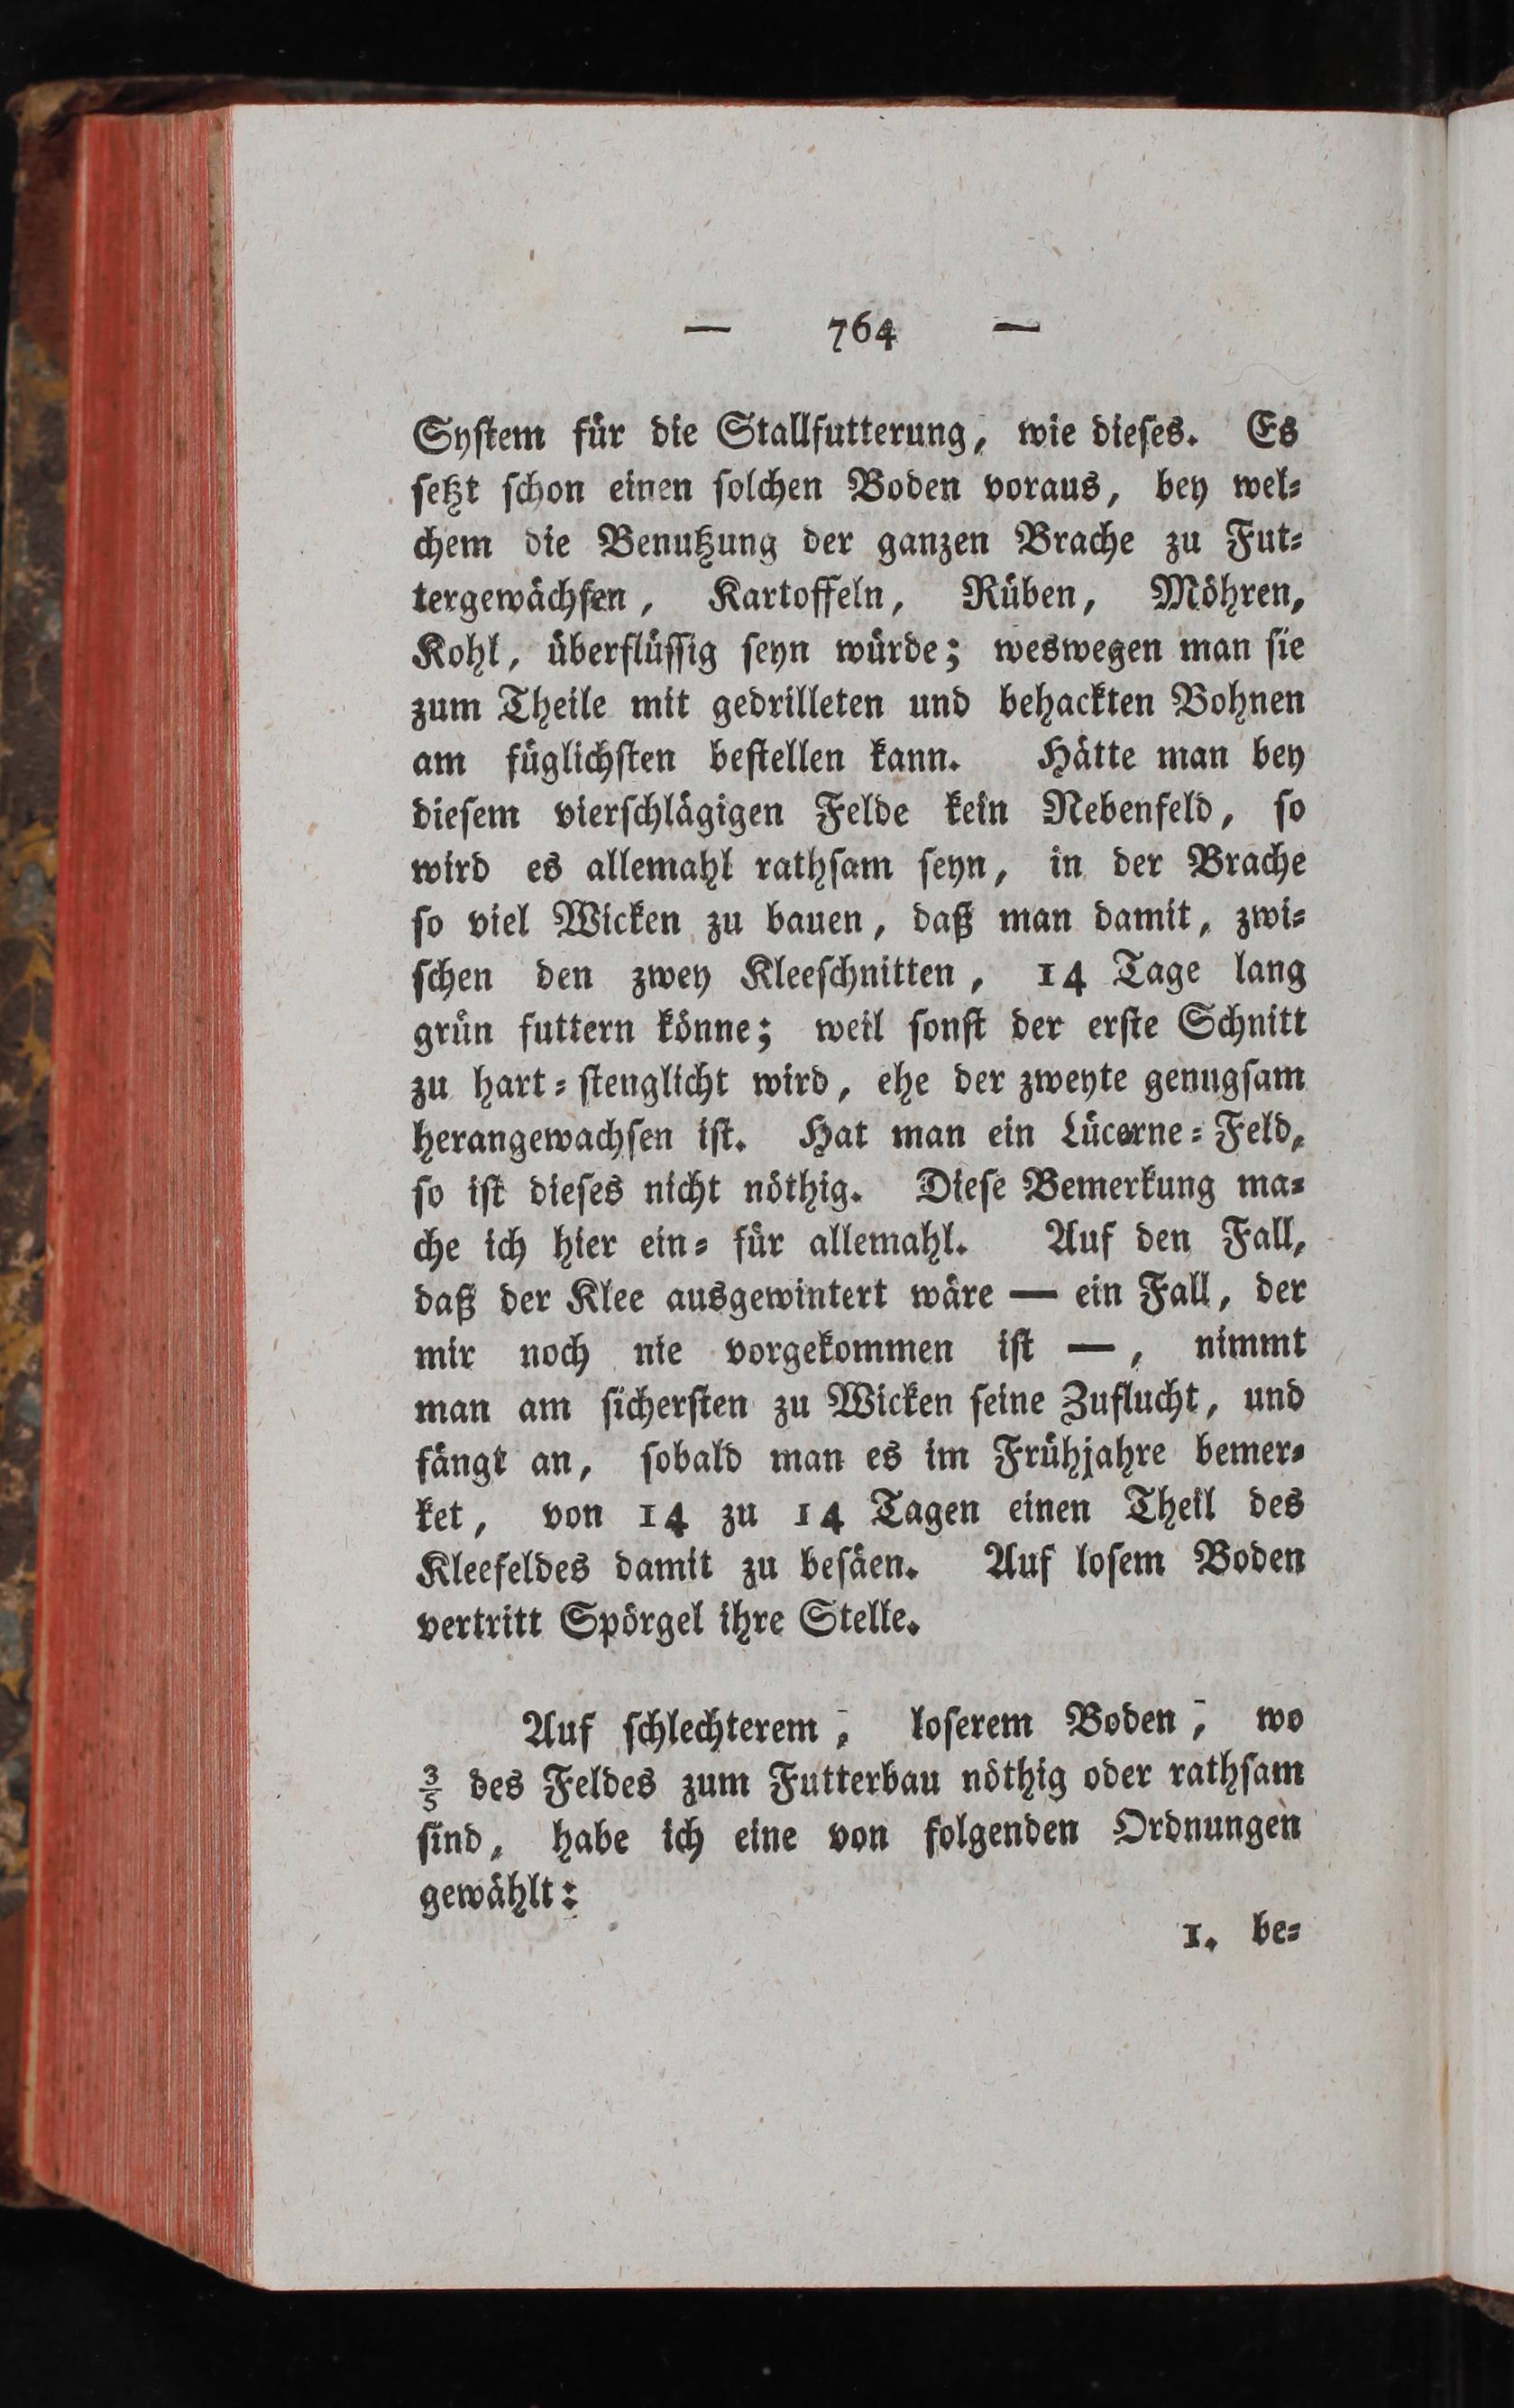 — 764 —
Syſtem für die Stallfutterung, wie dieſes. Es
ſetzt ſchon einen ſolchen Boden voraus, bey wel⸗
chem die Benutzung der ganzen Brache zu Fut⸗
tergewächſen, Kartoffeln, Rüben, Möhren,
Kohl, überflüſſig ſeyn würde; weswegen man ſie
zum Theile mit gedrilleten und behackten Bohnen
am füglichſten beſtellen kann. Hätte man bey
dieſem vierſchlägigen Felde kein Nebenfeld, ſo
wird es allemahl rathſam ſeyn, in der Brache
ſo viel Wicken zu bauen, daß man damit, zwi⸗
ſchen den zwey Kleeſchnitten, 14 Tage lang
grün futtern könne; weil ſonſt der erſte Schnitt
zu hart⸗ſtenglicht wird, ehe der zweyte genugſam
herangewachſen iſt. Hat man ein Lücerne⸗Feld,
ſo iſt dieſes nicht nöthig. Dieſe Bemerkung ma⸗
che ich hier ein⸗ für allemahl. Auf den Fall,
daß der Klee ausgewintert wäre — ein Fall, der
mir noch nie vorgekommen iſt —, nimmt
man am ſicherſten zu Wicken ſeine Zuflucht, und
fängt an, ſobald man es im Frühjahre bemer⸗
ket, von 14 zu 14 Tagen einen Theil des
Kleefeldes damit zu beſäen. Auf loſem Boden
vertritt Spörgel ihre Stelle.
Auf ſchlechterem, loſerem Boden, wo
3/5 des Feldes zum Futterbau nöthig oder rathſam
ſind, habe ich eine von folgenden Ordnungen
gewählt:
1. be⸗